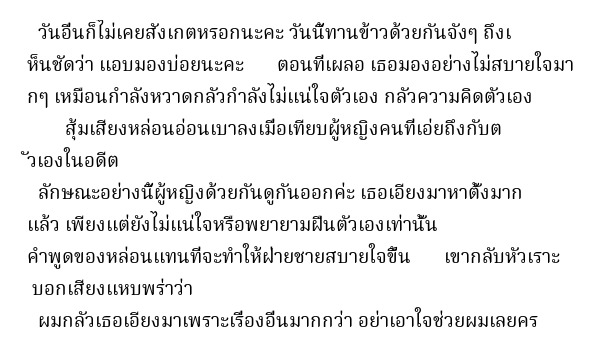 วันอื่นก็ไม่เคยสังเกตหรอกนะคะ วันนี้ทานข้าวด้วยกันจังๆ ถึงเ
ห็นชัดว่า แอบมองบ่อยนะคะ ตอนที่เผลอ เธอมองอย่างไม่สบายใจมา
กๆ เหมือนกำลังหวาดกลัวกำลังไม่แน่ใจตัวเอง กลัวความคิดตัวเอง
สุ้มเสียงหล่อนอ่อนเบาลงเมื่อเทียบผู้หญิงคนที่เอ่ยถึงกับต
ัวเองในอดีต
ลักษณะอย่างนี้ผู้หญิงด้วยกันดูกันออกค่ะ เธอเอียงมาหาตั้งมาก
แล้ว เพียงแต่ยังไม่แน่ใจหรือพยายามฝืนตัวเองเท่านั้น
คำพูดของหล่อนแทนที่จะทำให้ฝ่ายชายสบายใจขึ้น เขากลับหัวเราะ
บอกเสียงแหบพร่าว่า
ผมกลัวเธอเอียงมาเพราะเรื่องอื่นมากกว่า อย่าเอาใจช่วยผมเลยคร